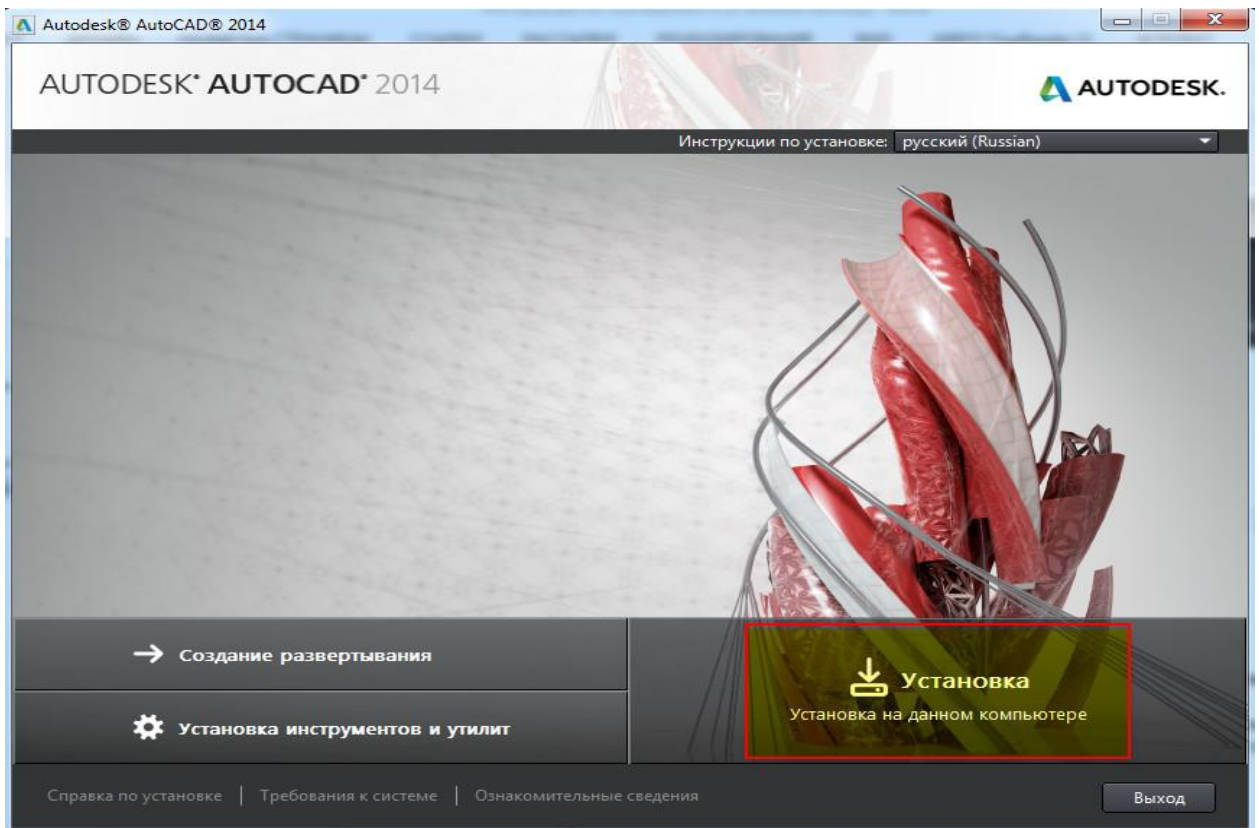 Autodesk® AutoCAD® 2014
AUTODESK® AUTOCAD® 2014
AUTODESK.
Инструкции по установке: русский (Russian)
Создание развертывания
Установка инструментов и утилит
Установка
Установка на данном компьютере
Справка по установке | Требования к системе | Ознакомительные сведения
Выход